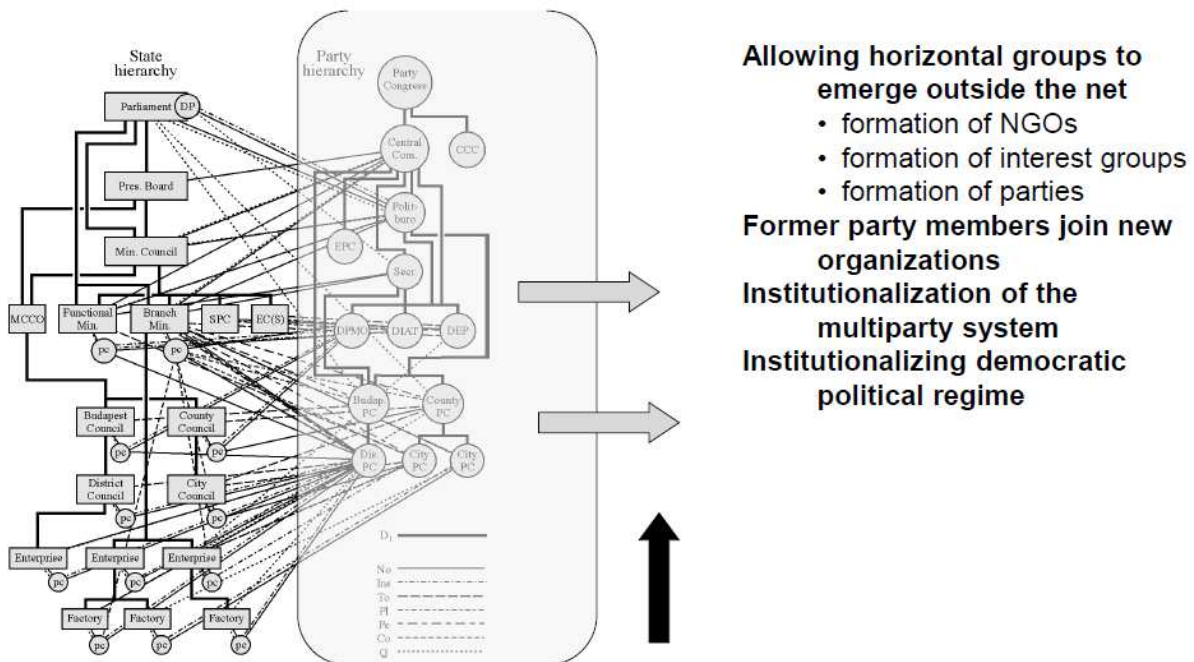 State
hierarchy
Parliament
DP
Pres. Board
Min. Council
MCCO
Functional
Min.
Branch
Min.
SPC
EC(S)
pc
pc
Budapest
Council
County
Council
pc
pc
District
Council
City
Council
pc
pc
Enterprise
Enterprise
Enterprise
pc
pc
pc
Factory
Factory
Factory
pc
pc
pc
Party
hierarchy
Party
Congress
Central
Com.
CCC
Polit-
buro
EPC
Secr.
DPMO
DIAT
DEP
Budap.
PC
County
PC
Dis.
PC
City
PC
City
PC
D₁
No
Ins
To
Pl
Pe
Co
Q
Allowing horizontal groups to
emerge outside the net
• formation of NGOs
• formation of interest groups
• formation of parties
Former party members join new
organizations
Institutionalization of the
multiparty system
Institutionalizing democratic
political regime